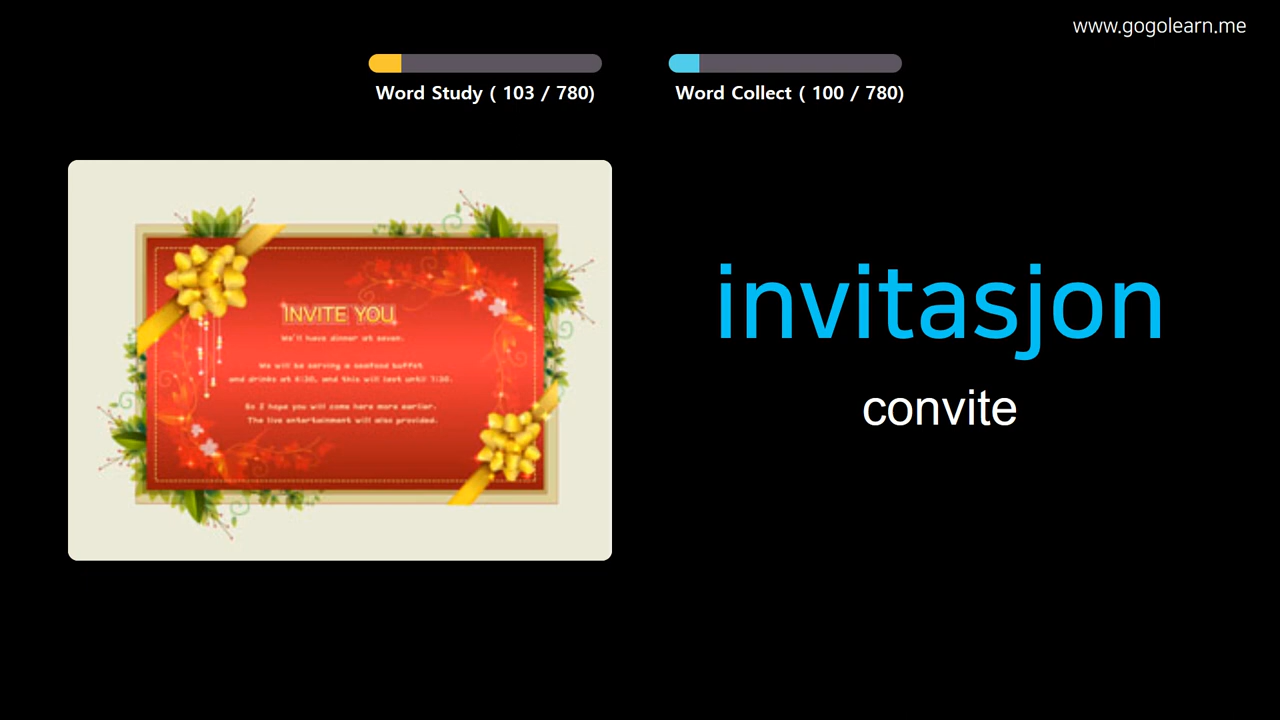 www.gogolearn.me
Word Study ( 103 / 780)
Word Collect ( 100 / 780)
INVITE YOU
We'll have dinner at seven.
We will be serving a seafood buffet
and drinks at 6:30, and this will last until 7:30.
So I hope you will come here more earlier.
The live entertainment will also provided.
invitasjon
convite